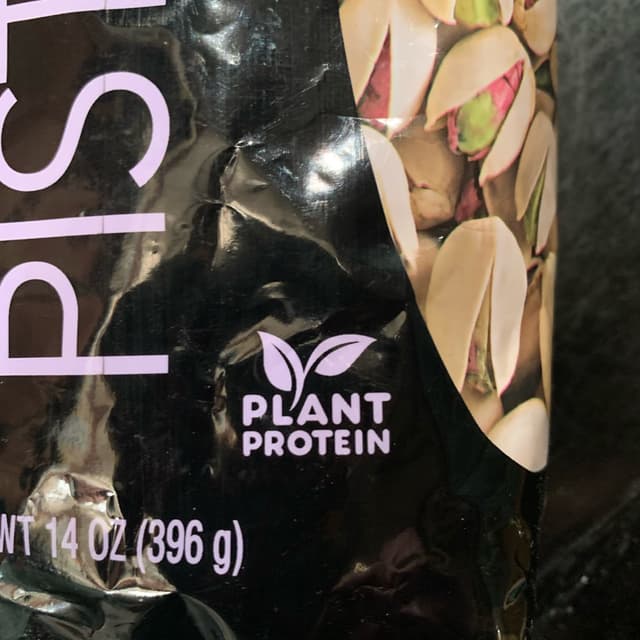 PIST
PLANT
PROTEIN
WT 14 OZ (396 g)